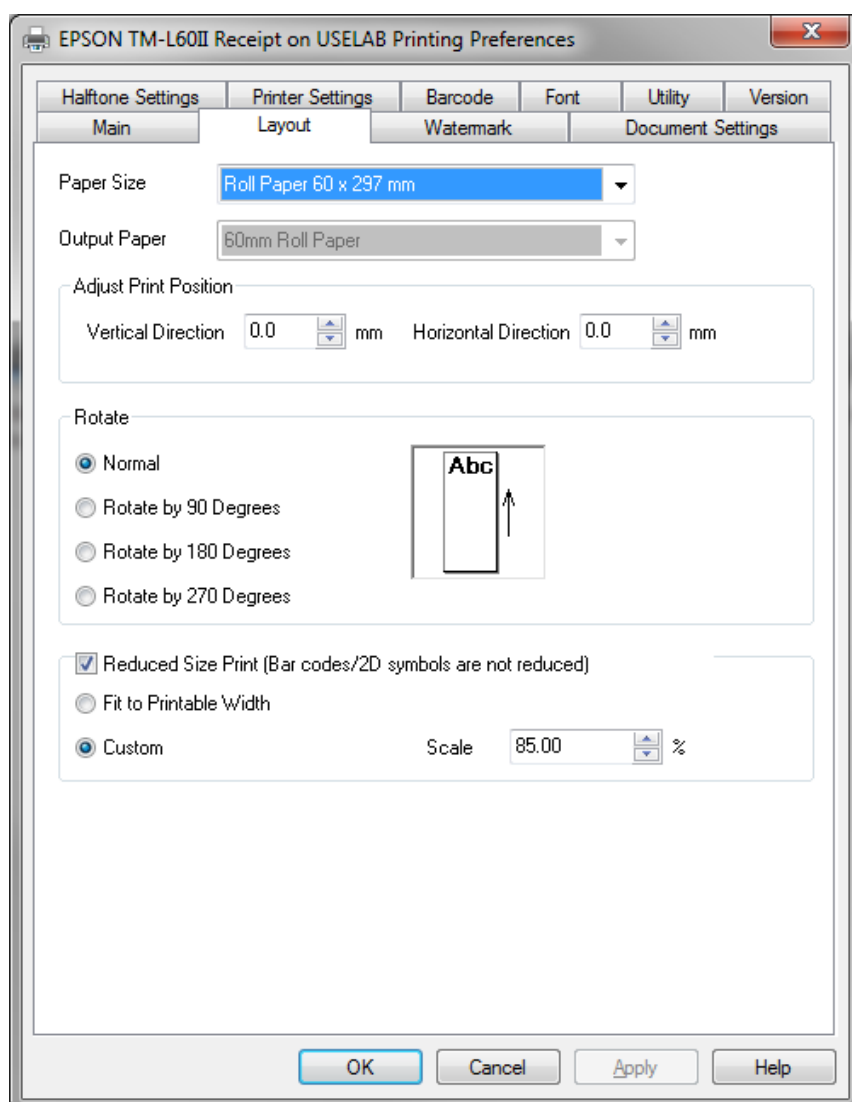 EPSON TM-L60II Receipt on USELAB Printing Preferences
Halftone Settings Printer Settings Barcode Font Utility Version
Main Layout Watermark Document Settings
Paper Size Roll Paper 60 x 297 mm
Output Paper 60mm Roll Paper
Adjust Print Position
Vertical Direction 0.0 mm Horizontal Direction 0.0 mm
Rotate
Normal
Abc
Rotate by 90 Degrees
Rotate by 180 Degrees
Rotate by 270 Degrees
Reduced Size Print (Bar codes/2D symbols are not reduced)
Fit to Printable Width
Custom Scale 85.00 %
OK Cancel Apply Help